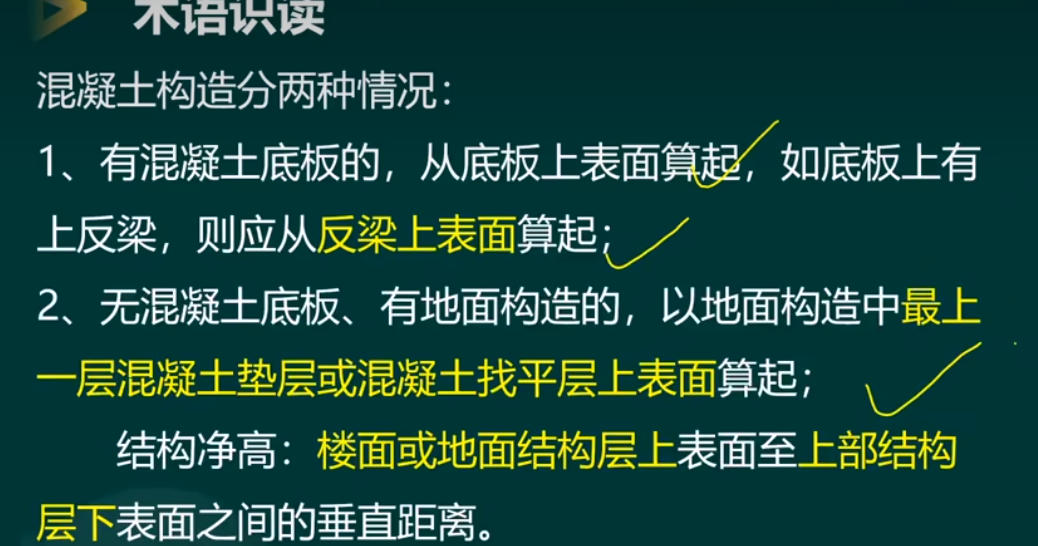 术语识读
混凝土构造分两种情况：
1、有混凝土底板的，从底板上表面算起，如底板上有
上反梁，则应从反梁上表面算起；
2、无混凝土底板、有地面构造的，以地面构造中最上
一层混凝土垫层或混凝土找平层上表面算起；
结构净高：楼面或地面结构层上表面至上部结构
层下表面之间的垂直距离。